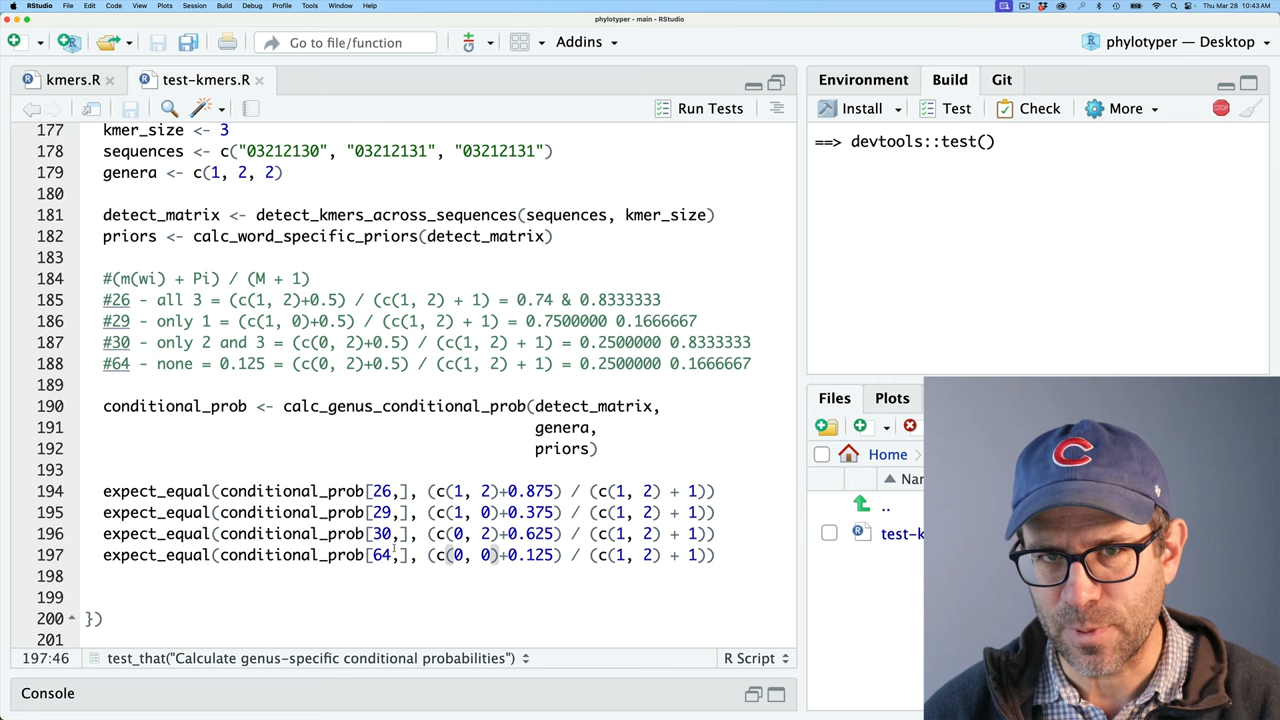 RStudio File Edit Code View Plots Session Build Debug Profile Tools Window Help Thu Mar 28 10:43 AM
phylotyper - main - RStudio
Go to file/function Addins phylotyper — Desktop
kmers.R test-kmers.R
Run Tests
177 kmer_size <- 3
178 sequences <- c("03212130", "03212131", "03212131")
179 genera <- c(1, 2, 2)
180
181 detect_matrix <- detect_kmers_across_sequences(sequences, kmer_size)
182 priors <- calc_word_specific_priors(detect_matrix)
183
184 #(m(wi) + Pi) / (M + 1)
185 #26 - all 3 = (c(1, 2)+0.5) / (c(1, 2) + 1) = 0.74 & 0.8333333
186 #29 - only 1 = (c(1, 0)+0.5) / (c(1, 2) + 1) = 0.7500000 0.1666667
187 #30 - only 2 and 3 = (c(0, 2)+0.5) / (c(1, 2) + 1) = 0.2500000 0.8333333
188 #64 - none = 0.125 = (c(0, 2)+0.5) / (c(1, 2) + 1) = 0.2500000 0.1666667
189
190 conditional_prob <- calc_genus_conditional_prob(detect_matrix,
191 genera,
192 priors)
193
194 expect_equal(conditional_prob[26,], (c(1, 2)+0.875) / (c(1, 2) + 1))
195 expect_equal(conditional_prob[29,], (c(1, 0)+0.375) / (c(1, 2) + 1))
196 expect_equal(conditional_prob[30,], (c(0, 2)+0.625) / (c(1, 2) + 1))
197 expect_equal(conditional_prob[64,], (c(0, 0)+0.125) / (c(1, 2) + 1))
198
199
200 })
201
197:46 test_that("Calculate genus-specific conditional probabilities") R Script
Console
Environment Build Git
Install Test Check More STOP
==> devtools::test()
Files Plots
Home
Nar
..
test-k
C